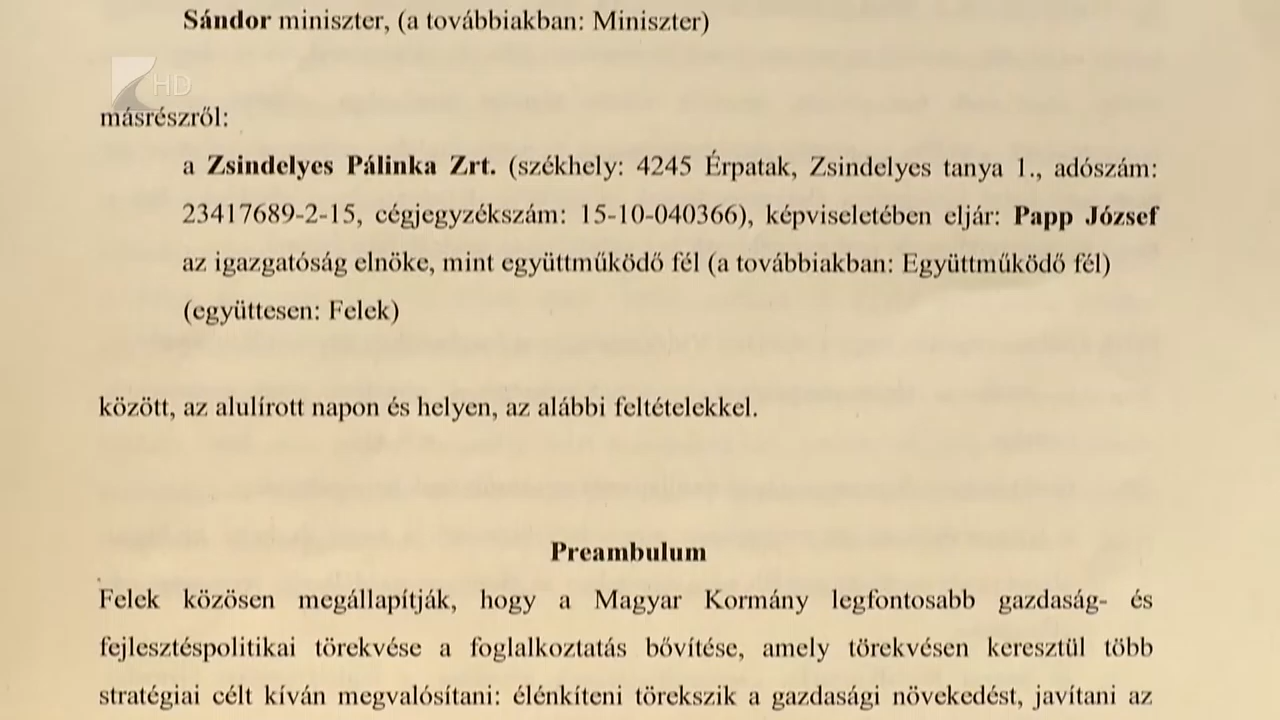 Sándor miniszter, (a továbbiakban: Miniszter)
HD
másrészről:
a Zsindelyes Pálinka Zrt. (székhely: 4245 Érpatak, Zsindelyes tanya 1., adószám:
23417689-2-15, cégjegyzékszám: 15-10-040366), képviseletében eljár: Papp József
az igazgatóság elnöke, mint együttműködő fél (a továbbiakban: Együttműködő fél)
(együttesen: Felek)
között, az alulírott napon és helyen, az alábbi feltételekkel.
Preambulum
Felek közösen megállapítják, hogy a Magyar Kormány legfontosabb gazdaság- és
fejlesztéspolitikai törekvése a foglalkoztatás bővítése, amely törekvésen keresztül több
stratégiai célt kíván megvalósítani: élénkíteni törekszik a gazdasági növekedést, javítani az